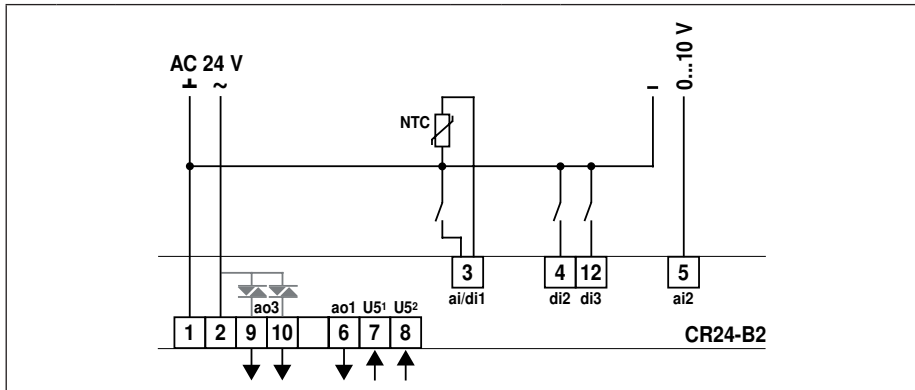 AC 24 V
⊥ ~
– 0...10 V
NTC
3 4 12 5
ai/di1 di2 di3 ai2
ao3 ao1 U5¹ U5²
1 2 9 10 6 7 8
CR24-B2